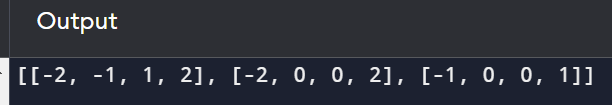 Output
[[-2, -1, 1, 2], [-2, 0, 0, 2], [-1, 0, 0, 1]]